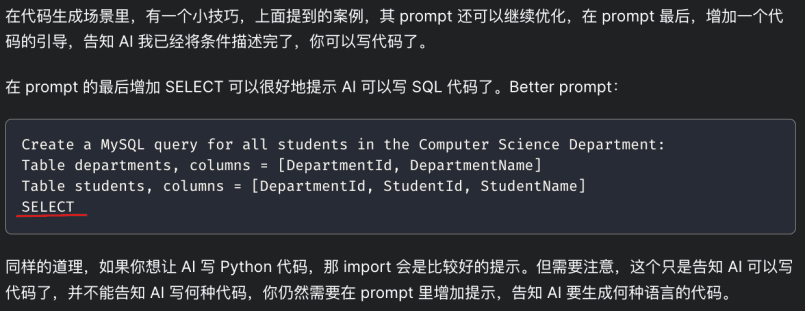 在代码生成场景里，有一个小技巧，上面提到的案例，其 prompt 还可以继续优化，在 prompt 最后，增加一个代
码的引导，告知 AI 我已经将条件描述完了，你可以写代码了。
在 prompt 的最后增加 SELECT 可以很好地提示 AI 可以写 SQL 代码了。Better prompt：
Create a MySQL query for all students in the Computer Science Department:
Table departments, columns = [DepartmentId, DepartmentName]
Table students, columns = [DepartmentId, StudentId, StudentName]
SELECT
同样的道理，如果你想让 AI 写 Python 代码，那 import 会是比较好的提示。但需要注意，这个只是告知 AI 可以写
代码了，并不能告知 AI 写何种代码，你仍然需要在 prompt 里增加提示，告知 AI 要生成何种语言的代码。